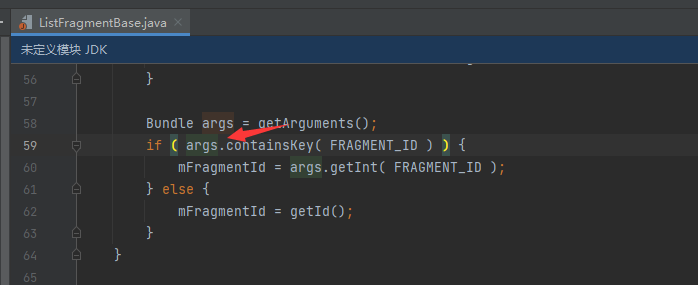 ListFragmentBase.java
未定义模块 JDK
56 }
57
58 Bundle args = getArguments();
59 if ( args.containsKey( FRAGMENT_ID ) ) {
60 mFragmentId = args.getInt( FRAGMENT_ID );
61 } else {
62 mFragmentId = getId();
63 }
64 }
65